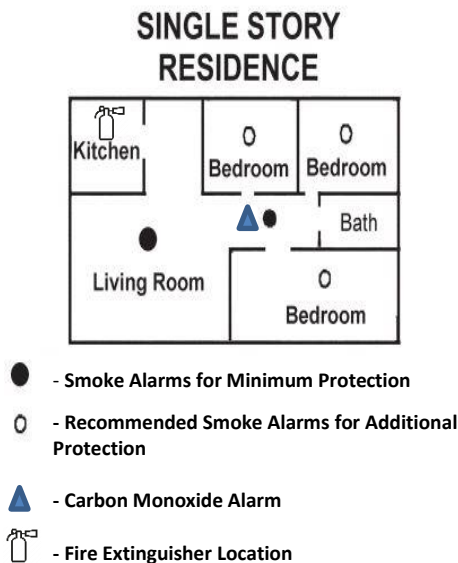 SINGLE STORY
RESIDENCE
Kitchen
Bedroom
Bedroom
Bath
Living Room
Bedroom
- Smoke Alarms for Minimum Protection
- Recommended Smoke Alarms for Additional
Protection
- Carbon Monoxide Alarm
- Fire Extinguisher Location